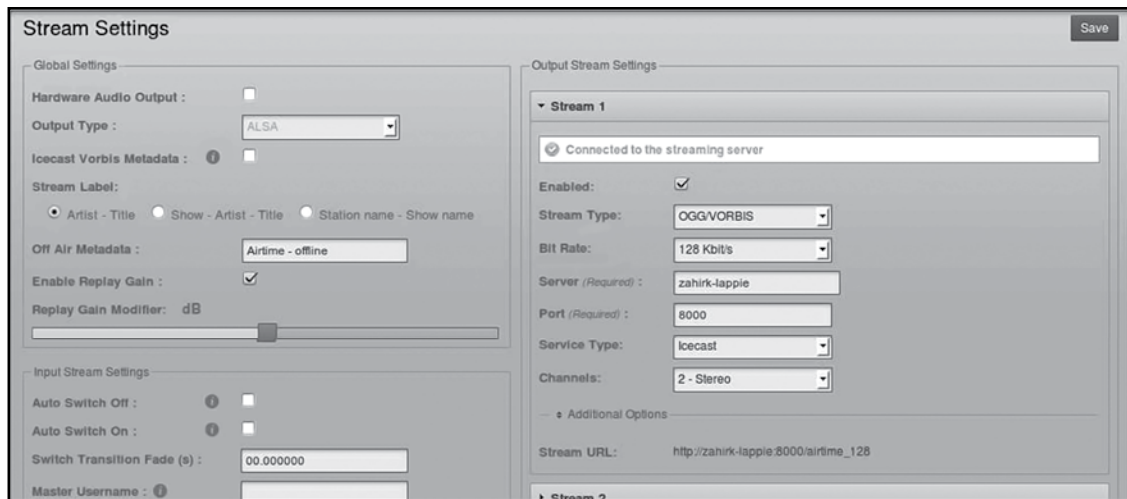 Stream Settings
Save
Global Settings
Hardware Audio Output :
Output Type :
ALSA
Icecast Vorbis Metadata :
Stream Label:
Artist - Title
Show - Artist - Title
Station name - Show name
Off Air Metadata :
Airtime - offline
Enable Replay Gain :
Replay Gain Modifier: dB
Input Stream Settings
Auto Switch Off :
Auto Switch On :
Switch Transition Fade (s) :
00.000000
Master Username :
Output Stream Settings
Stream 1
Connected to the streaming server
Enabled:
Stream Type:
OGG/VORBIS
Bit Rate:
128 Kbit/s
Server (Required) :
zahirk-lappie
Port (Required) :
8000
Service Type:
Icecast
Channels:
2 - Stereo
Additional Options
Stream URL:
http://zahirk-lappie:8000/airtime_128
Stream 2